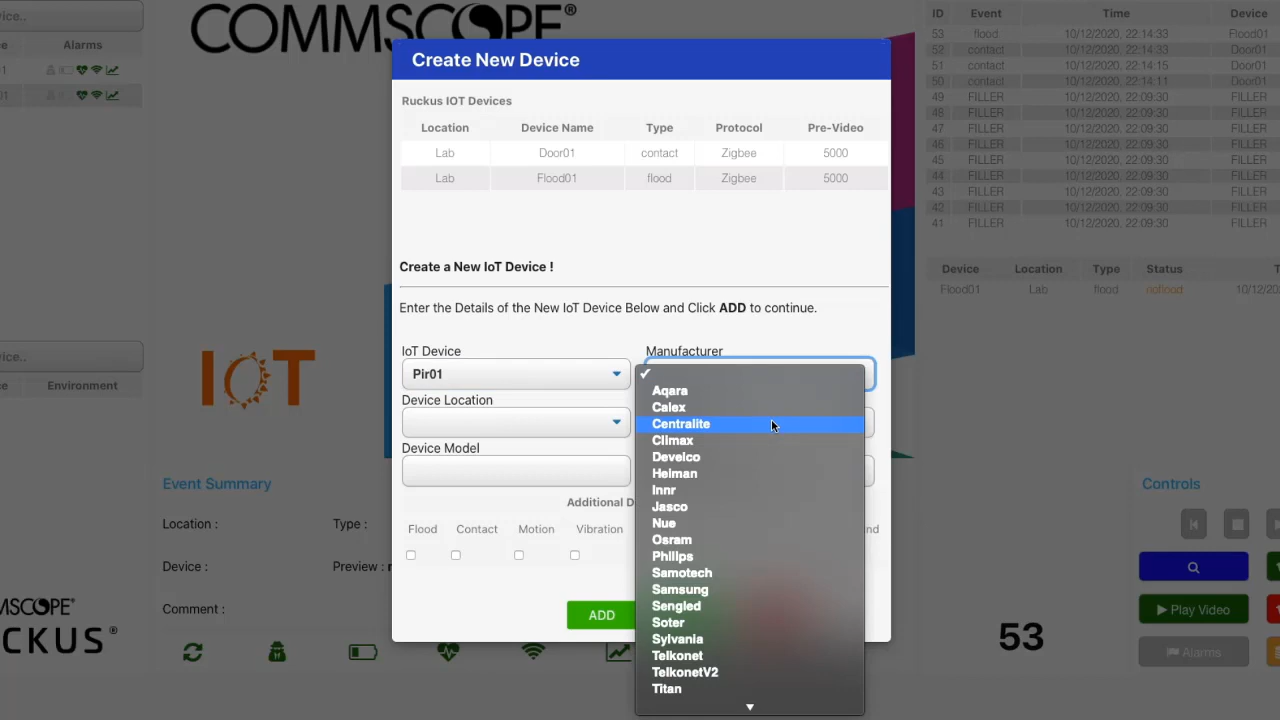 COMMSCOPE®
ice..
e Alarms
01
01
ice..
e Environment
IoT
Event Summary
Location :
Type :
Device :
Preview : n
Comment :
MSCOPE®
CKUS®
Create New Device
Ruckus IOT Devices
Location Device Name Type Protocol Pre-Video
Lab Door01 contact Zigbee 5000
Lab Flood01 flood Zigbee 5000
Create a New IoT Device !
Enter the Details of the New IoT Device Below and Click ADD to continue.
IoT Device
Manufacturer
Pir01
✓
Device Location
Device Model
Aqara
Calex
Centralite
Climax
Develco
Heiman
Innr
Jasco
Nue
Osram
Philips
Samotech
Samsung
Sengled
Soter
Sylvania
Telkonet
TelkonetV2
Titan
Additional D
Flood Contact Motion Vibration nd
ADD
ID Event Time Device
53 flood 10/12/2020, 22:14:33 Flood01
52 contact 10/12/2020, 22:14:33 Door01
51 contact 10/12/2020, 22:14:15 Door01
50 contact 10/12/2020, 22:14:11 Door01
49 FILLER 10/12/2020, 22:09:30 FILLER
48 FILLER 10/12/2020, 22:09:30 FILLER
47 FILLER 10/12/2020, 22:09:30 FILLER
46 FILLER 10/12/2020, 22:09:30 FILLER
45 FILLER 10/12/2020, 22:09:30 FILLER
44 FILLER 10/12/2020, 22:09:30 FILLER
43 FILLER 10/12/2020, 22:09:30 FILLER
42 FILLER 10/12/2020, 22:09:30 FILLER
41 FILLER 10/12/2020, 22:09:30 FILLER
Device Location Type Status T
Flood01 Lab flood noflood 10/12/20
Controls
Play Video
Alarms
53